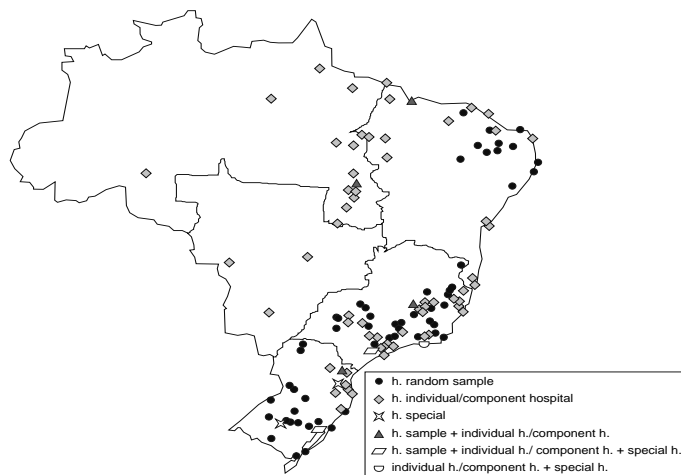 h. random sample
h. individual/component hospital
h. special
h. sample + individual h./component h.
h. sample + individual h./ component h. + special h.
individual h./component h. + special h.